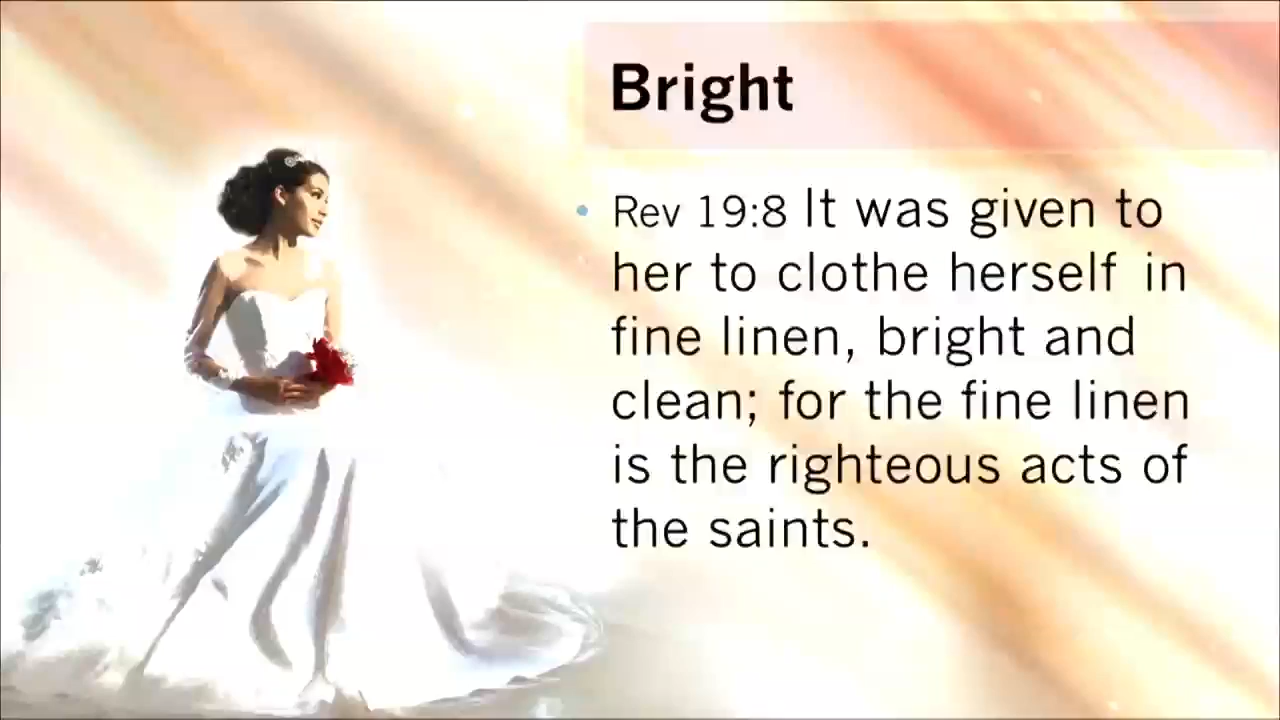 Bright
• Rev 19:8 It was given to
her to clothe herself in
fine linen, bright and
clean; for the fine linen
is the righteous acts of
the saints.